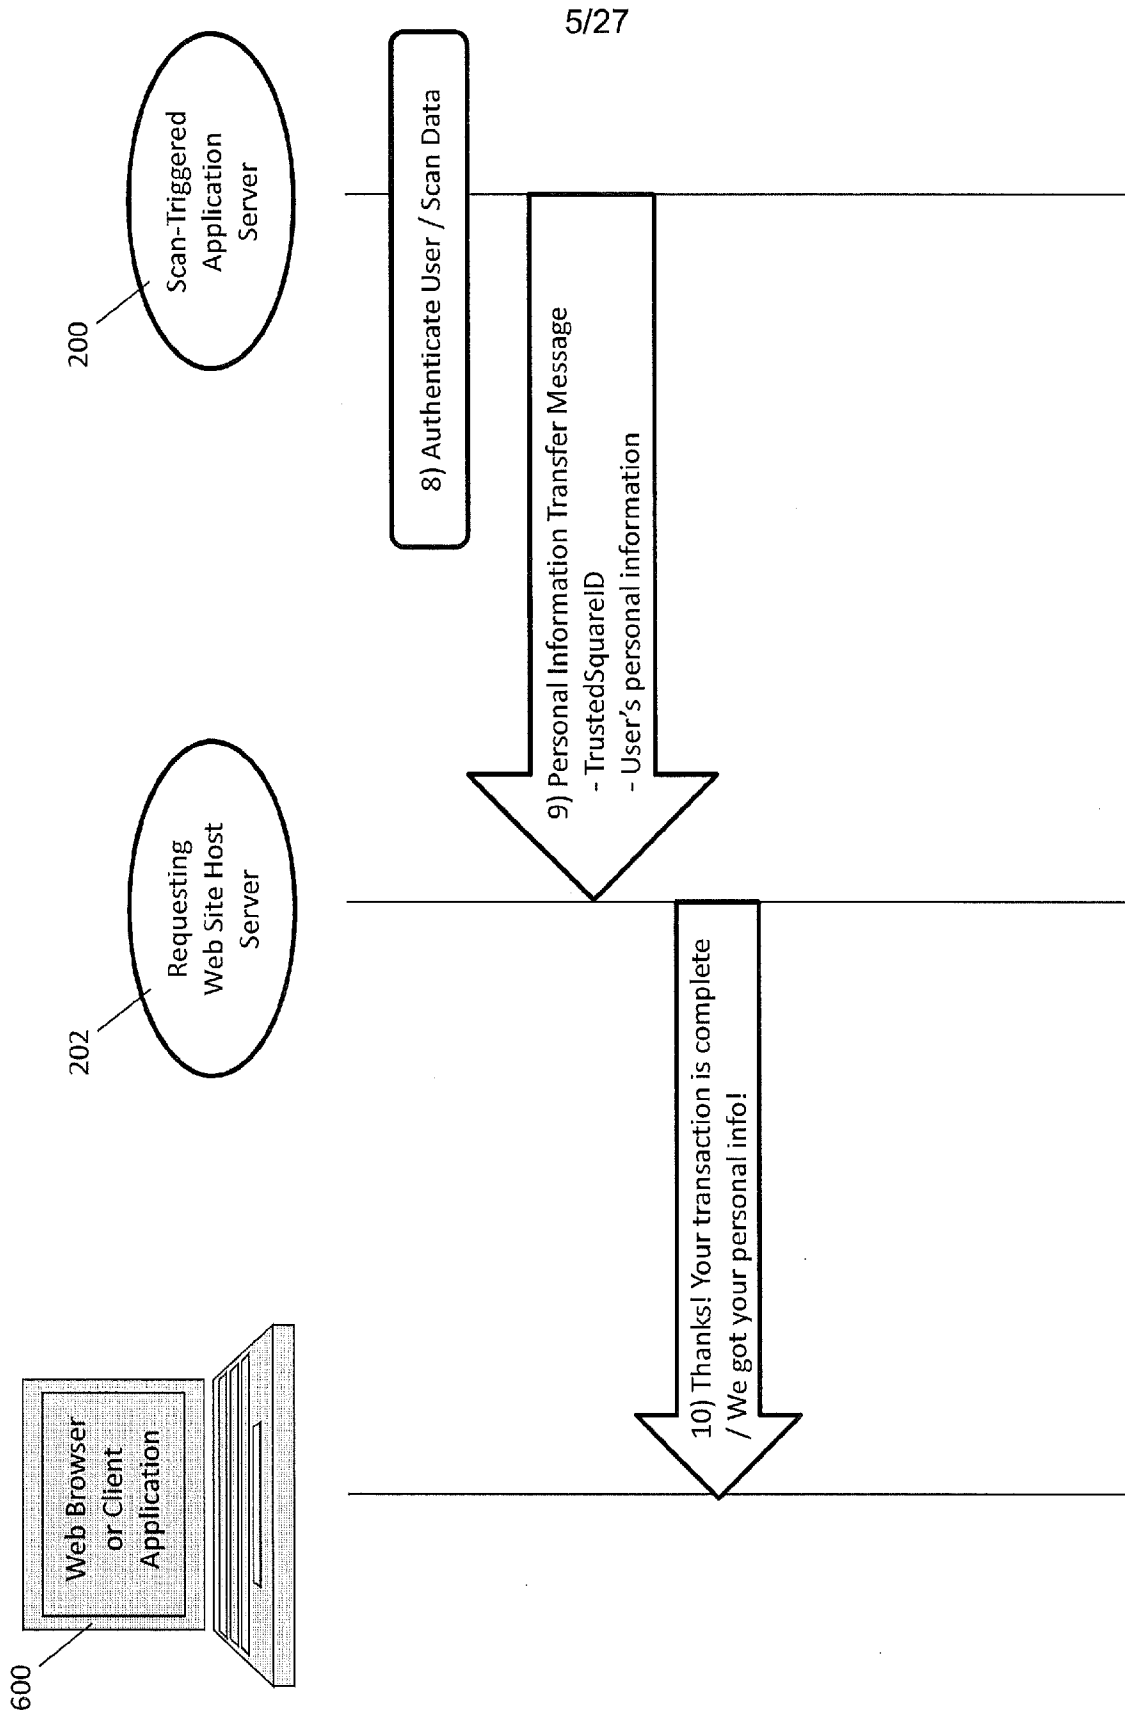 5/27
600
Web Browser
or Client
Application
202
Requesting
Web Site Host
Server
200
Scan-Triggered
Application
Server
8) Authenticate User / Scan Data
9) Personal Information Transfer Message
- TrustedSquareID
- User's personal information
10) Thanks! Your transaction is complete
/ We got your personal info!